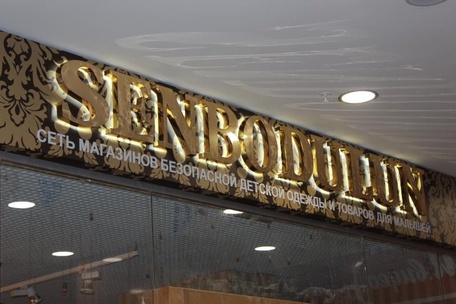 SENBODULUN
СЕТЬ МАГАЗИНОВ БЕЗОПАСНОЙ ДЕТСКОЙ ОДЕЖДЫ И ТОВАРОВ ДЛЯ МАЛЫШЕЙ